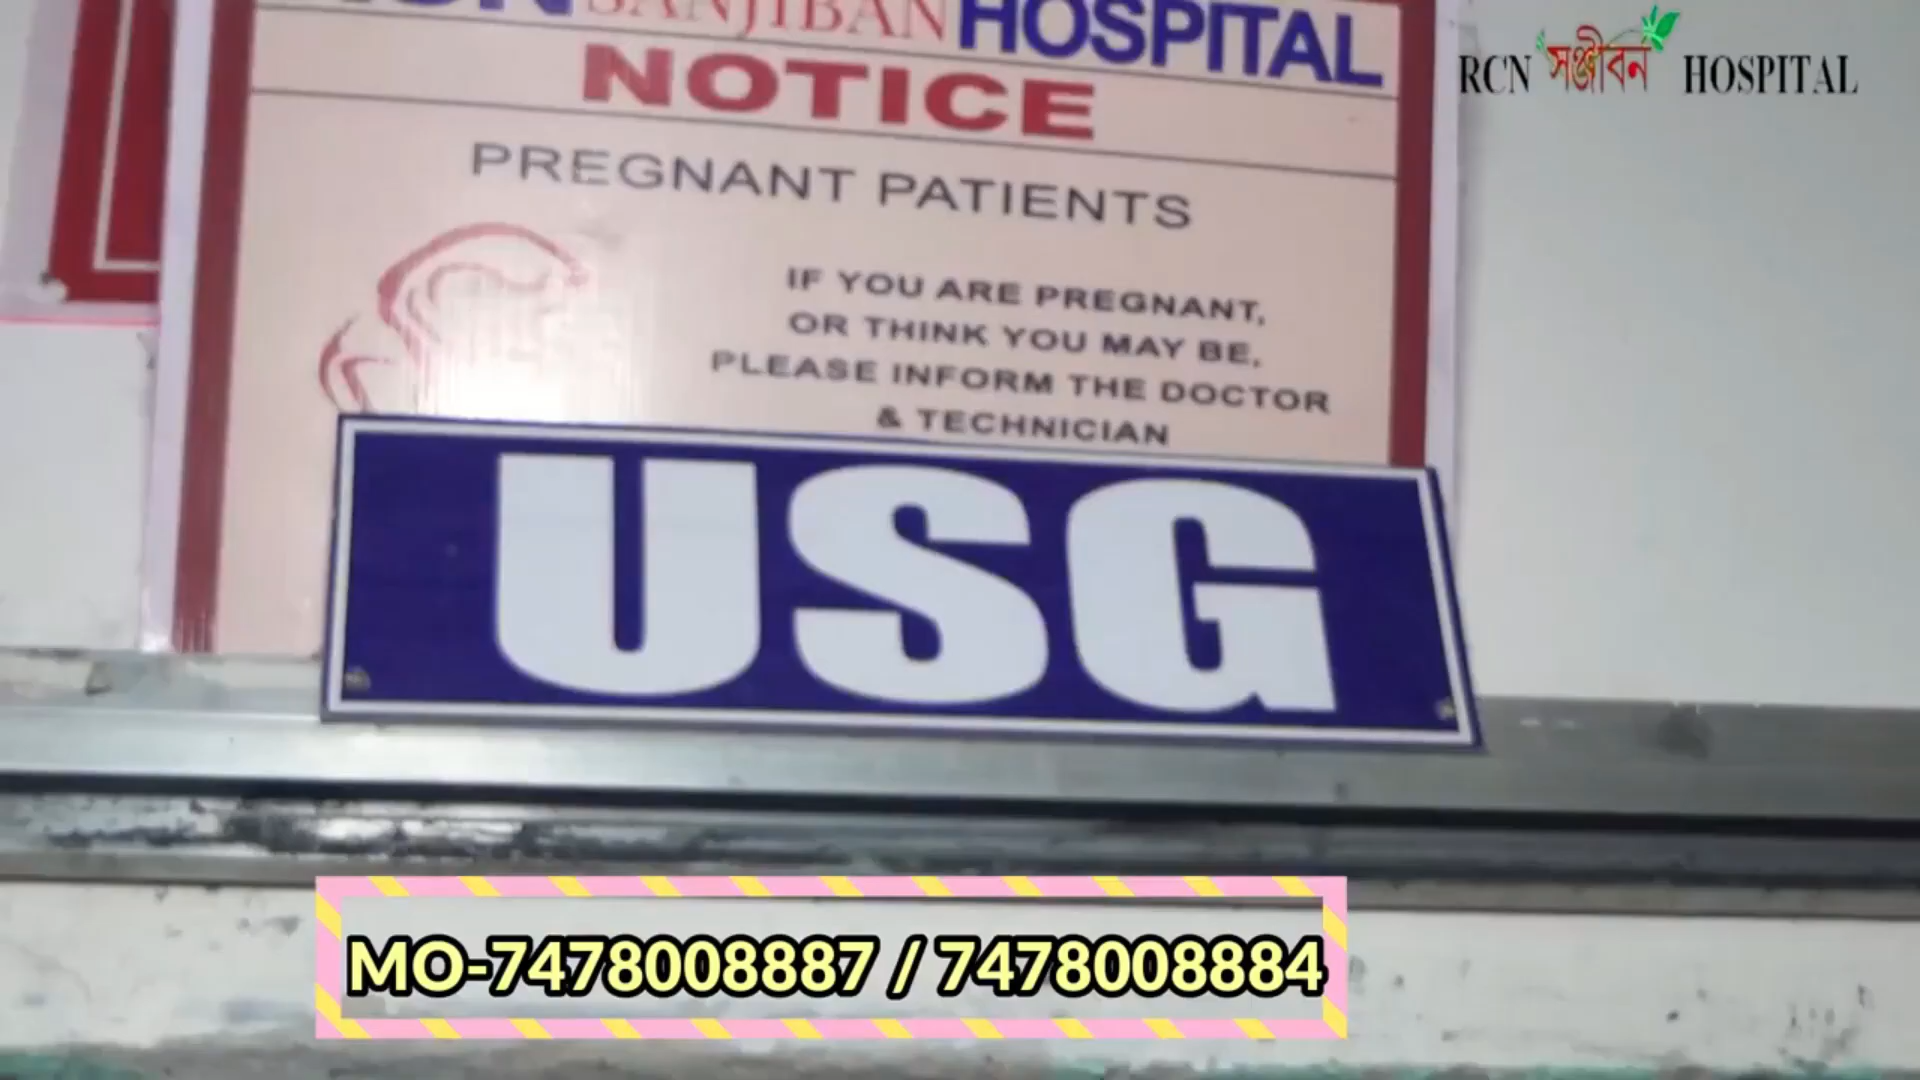 SANJIBAN HOSPITAL
RCN সঞ্জীবন HOSPITAL
NOTICE
PREGNANT PATIENTS
IF YOU ARE PREGNANT,
OR THINK YOU MAY BE,
PLEASE INFORM THE DOCTOR
& TECHNICIAN
USG
MO-7478008887 / 7478008884